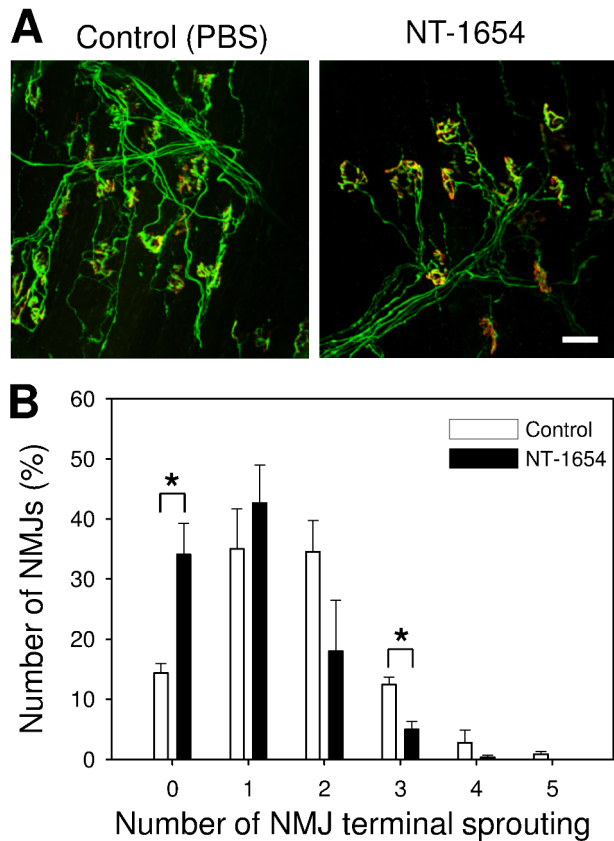 A
Control (PBS)
NT-1654
B
60
50
40
30
20
10
0
Number of NMJs (%)
*
*
Control
NT-1654
0 1 2 3 4 5
Number of NMJ terminal sprouting